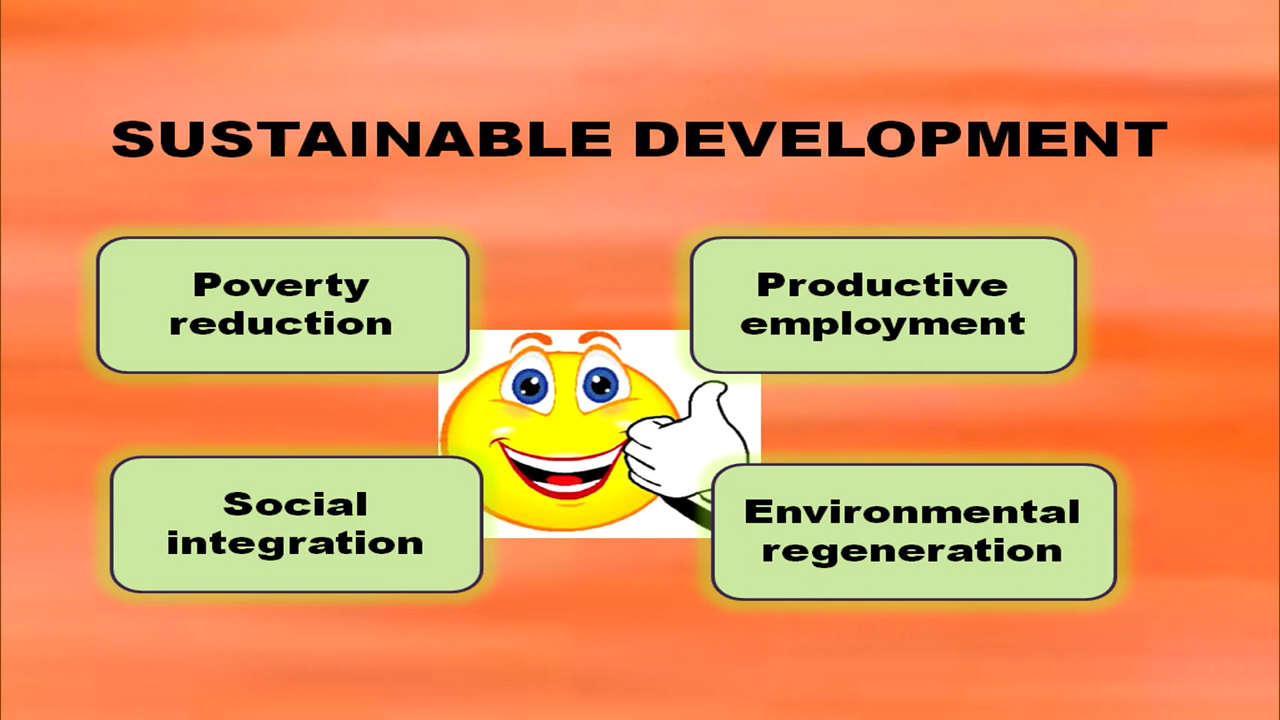 SUSTAINABLE DEVELOPMENT
Poverty
reduction
Productive
employment
Social
integration
Environmental
regeneration